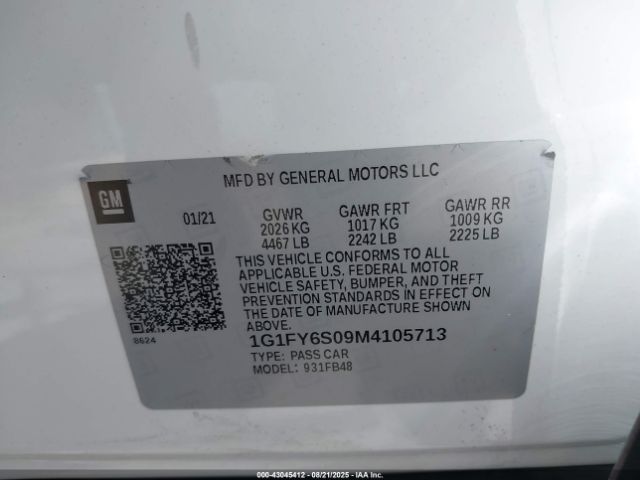 MFD BY GENERAL MOTORS LLC
GM
01/21
GVWR GAWR FRT GAWR RR
2026 KG 1017 KG 1009 KG
4467 LB 2242 LB 2225 LB
THIS VEHICLE CONFORMS TO ALL
APPLICABLE U.S. FEDERAL MOTOR
VEHICLE SAFETY, BUMPER, AND THEFT
PREVENTION STANDARDS IN EFFECT ON
THE DATE OF MANUFACTURE SHOWN
ABOVE.
8624
1G1FY6S09M4105713
TYPE: PASS CAR
MODEL: 931FB48
000-43045412 - 08/21/2025 - IAAI.COM